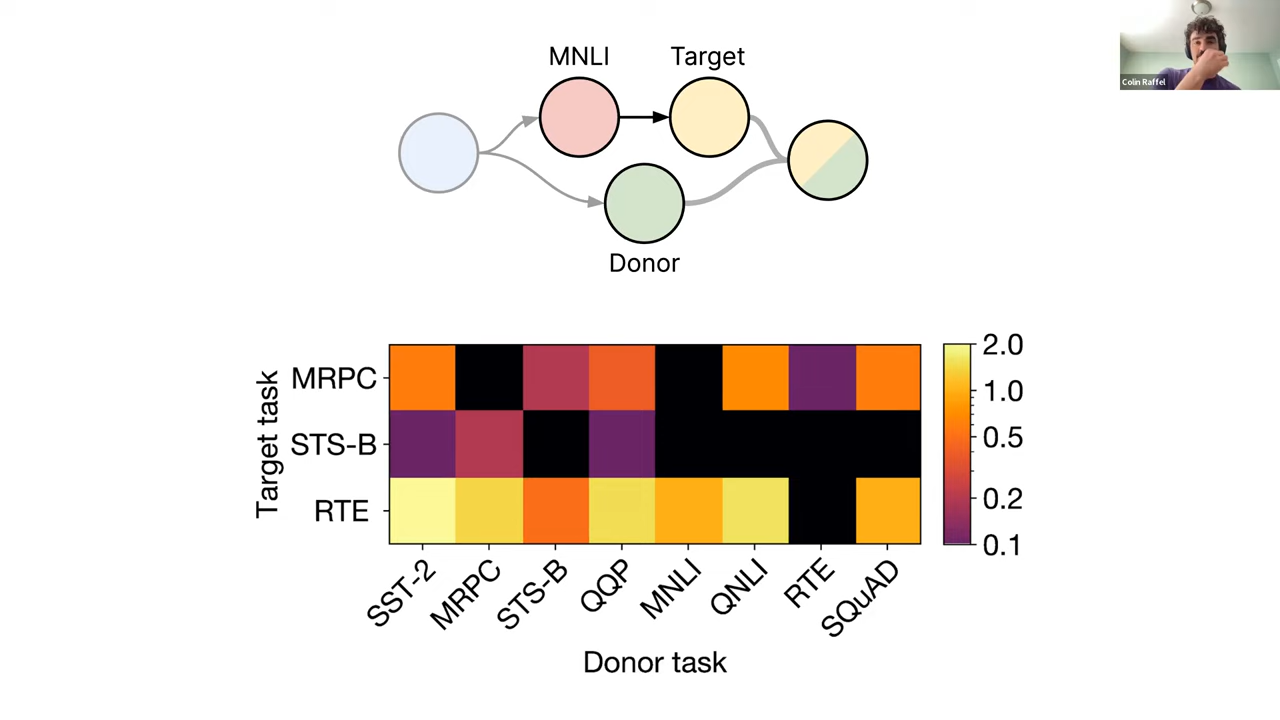 MNLI
Target
Colin Raffel
Donor
Target task
MRPC
STS-B
RTE
2.0
1.0
0.5
0.2
0.1
SST-2
MRPC
STS-B
QQP
MNLI
QNLI
RTE
SQuAD
Donor task